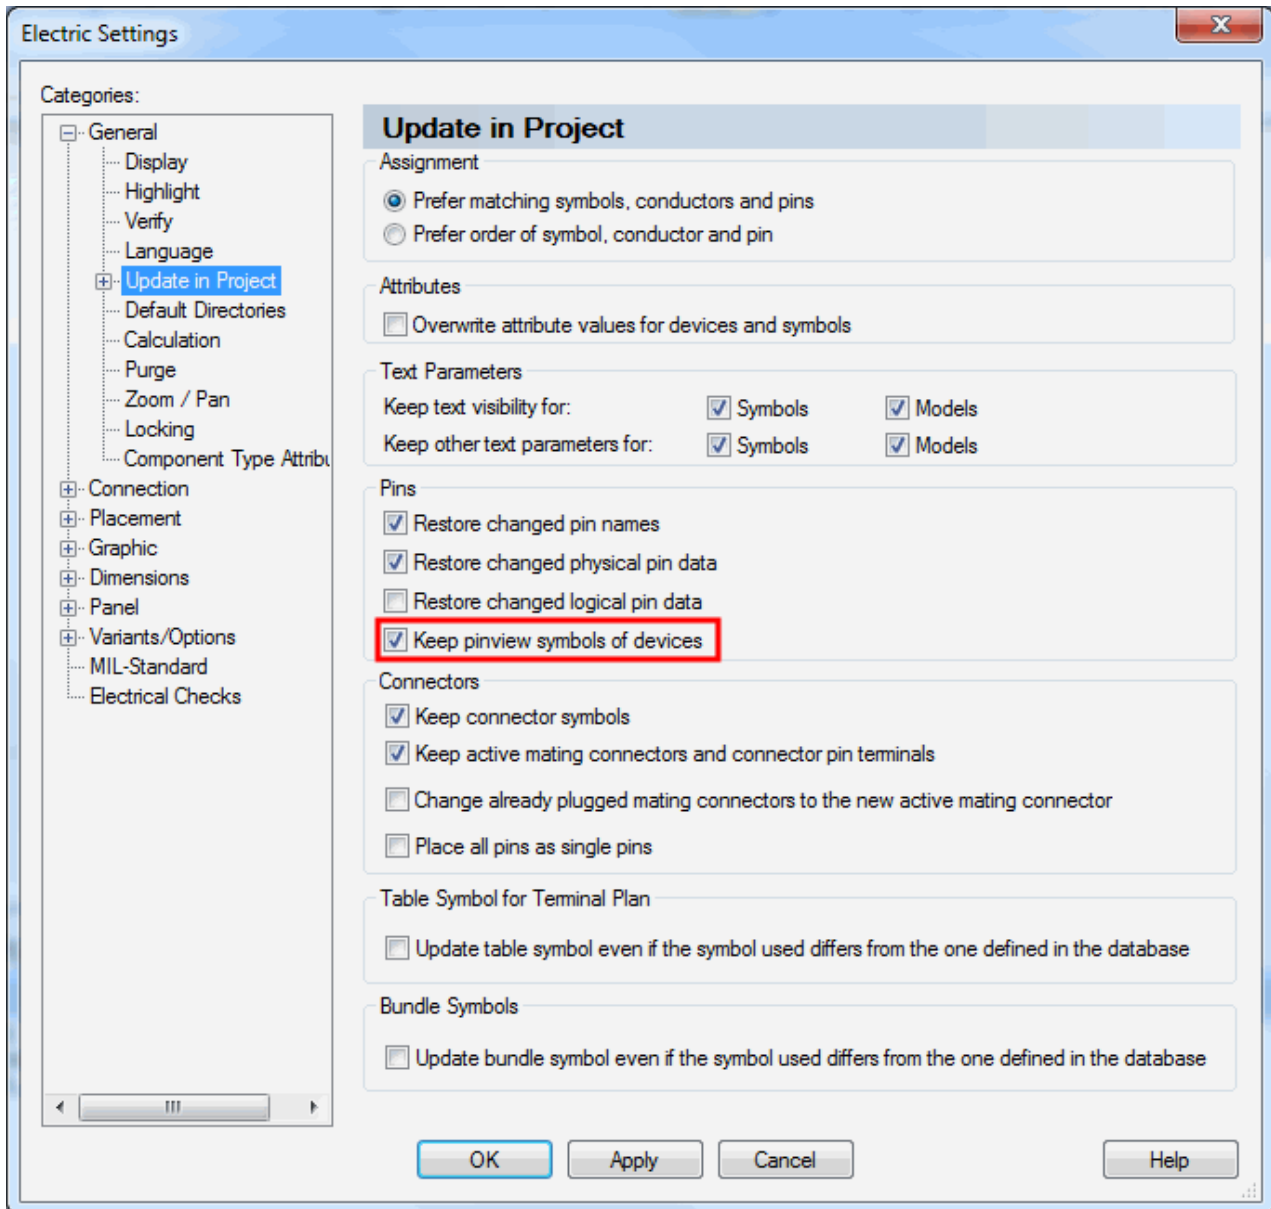 Electric Settings
X
Categories:
General
Display
Highlight
Verify
Language
Update in Project
Default Directories
Calculation
Purge
Zoom / Pan
Locking
Component Type Attribu
Connection
Placement
Graphic
Dimensions
Panel
Variants/Options
MIL-Standard
Electrical Checks
Update in Project
Assignment
Prefer matching symbols, conductors and pins
Prefer order of symbol, conductor and pin
Attributes
Overwrite attribute values for devices and symbols
Text Parameters
Keep text visibility for: Symbols Models
Keep other text parameters for: Symbols Models
Pins
Restore changed pin names
Restore changed physical pin data
Restore changed logical pin data
Keep pinview symbols of devices
Connectors
Keep connector symbols
Keep active mating connectors and connector pin terminals
Change already plugged mating connectors to the new active mating connector
Place all pins as single pins
Table Symbol for Terminal Plan
Update table symbol even if the symbol used differs from the one defined in the database
Bundle Symbols
Update bundle symbol even if the symbol used differs from the one defined in the database
OK Apply Cancel Help